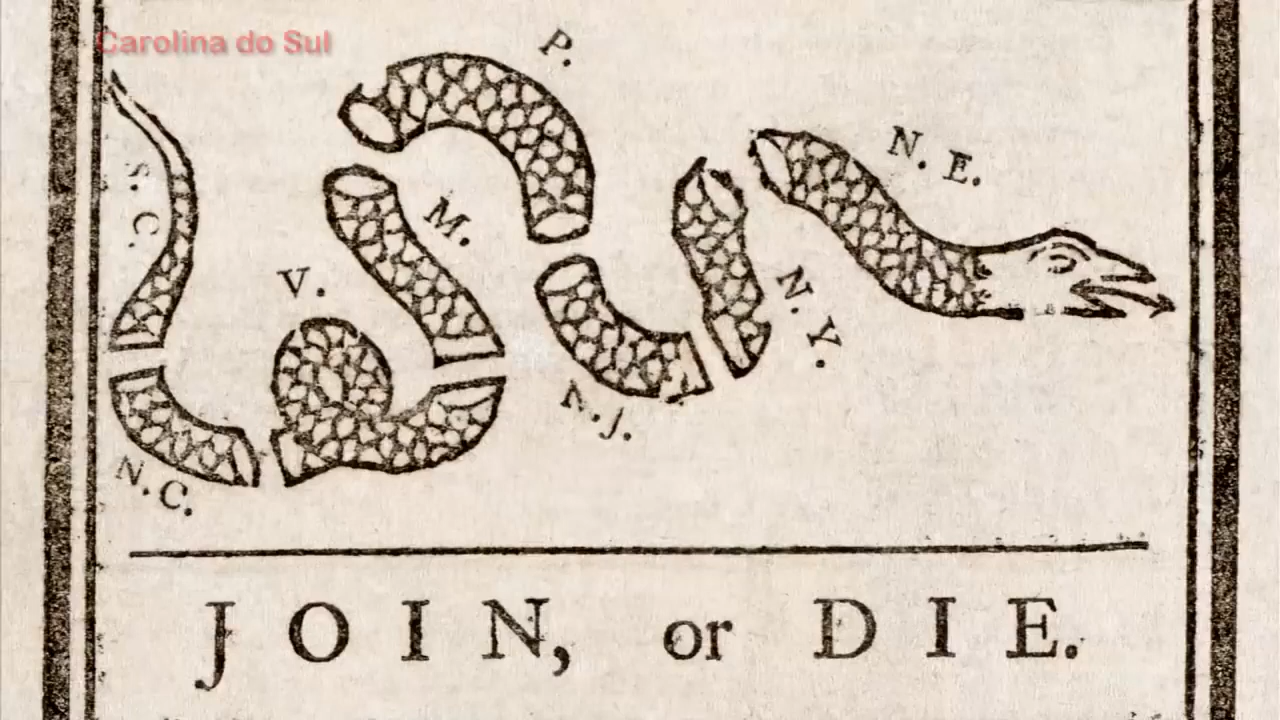 Carolina do Sul
P.
N. E.
S. C.
M.
V.
N. Y.
N. J.
N. C.
JOIN, or DIE.